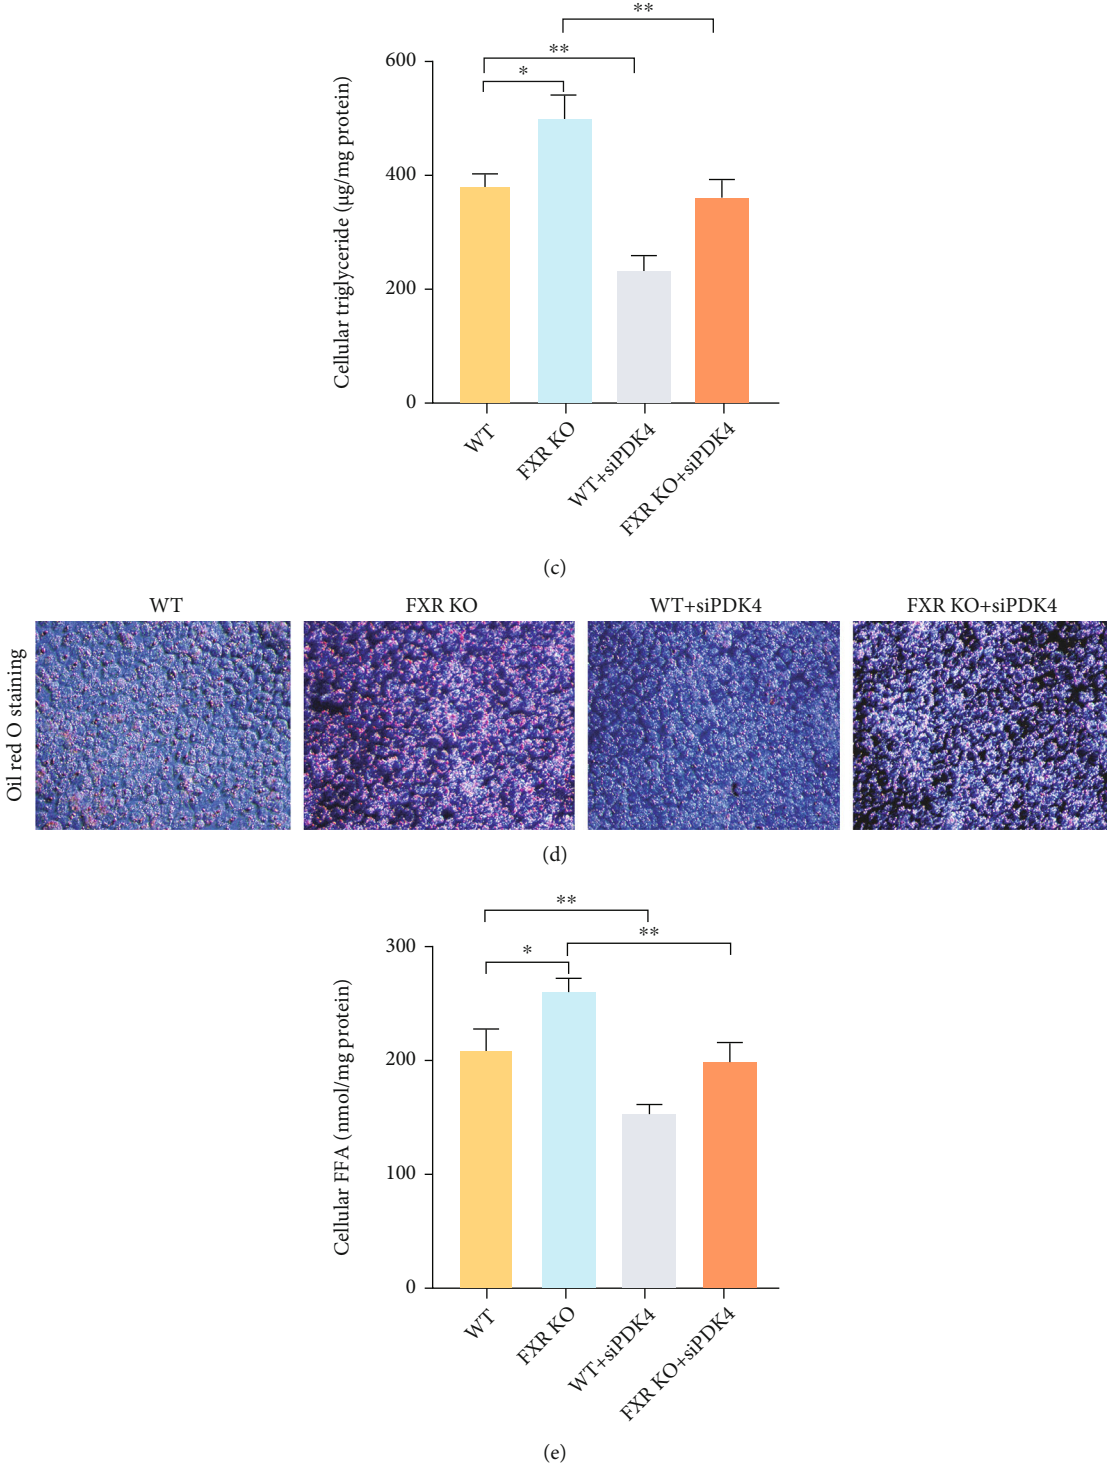 **
**
*
600
400
200
0
Cellular triglyceride (μg/mg protein)
WT
FXR KO
WT+siPDK4
FXR KO+siPDK4
(c)
WT FXR KO WT+siPDK4 FXR KO+siPDK4
Oil red O staining
(d)
**
**
*
300
200
100
0
Cellular FFA (nmol/mg protein)
WT
FXR KO
WT+siPDK4
FXR KO+siPDK4
(e)